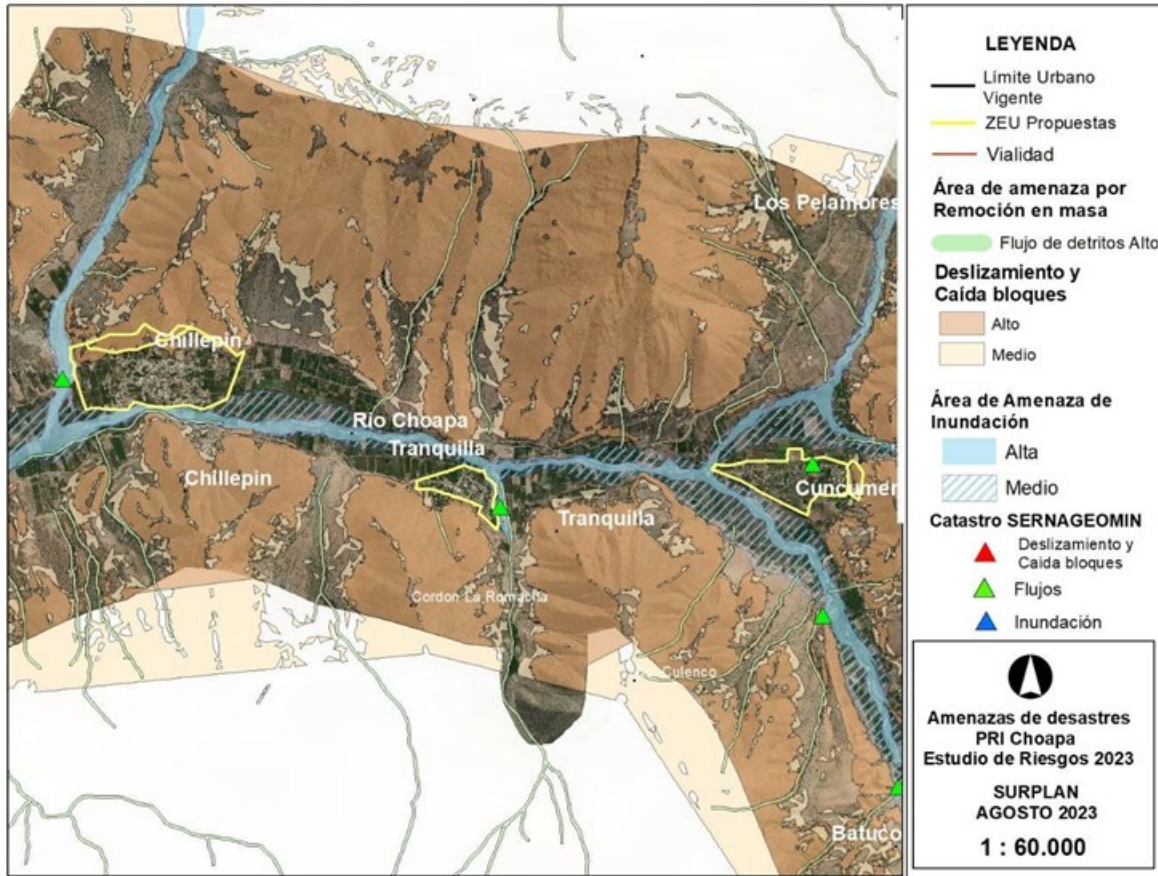 Los Pelambres
Chillepin
Rio Choapa
Tranquilla
Chillepin
Tranquilla
Cuncumen
Cordon La Romacha
Culenco
Batuco
LEYENDA
Límite Urbano
Vigente
ZEU Propuestas
Vialidad
Área de amenaza por
Remoción en masa
Flujo de detritos Alto
Deslizamiento y
Caída bloques
Alto
Medio
Área de Amenaza de
Inundación
Alta
Medio
Catastro SERNAGEOMIN
Deslizamiento y
Caida bloques
Flujos
Inundación
Amenazas de desastres
PRI Choapa
Estudio de Riesgos 2023
SURPLAN
AGOSTO 2023
1 : 60.000